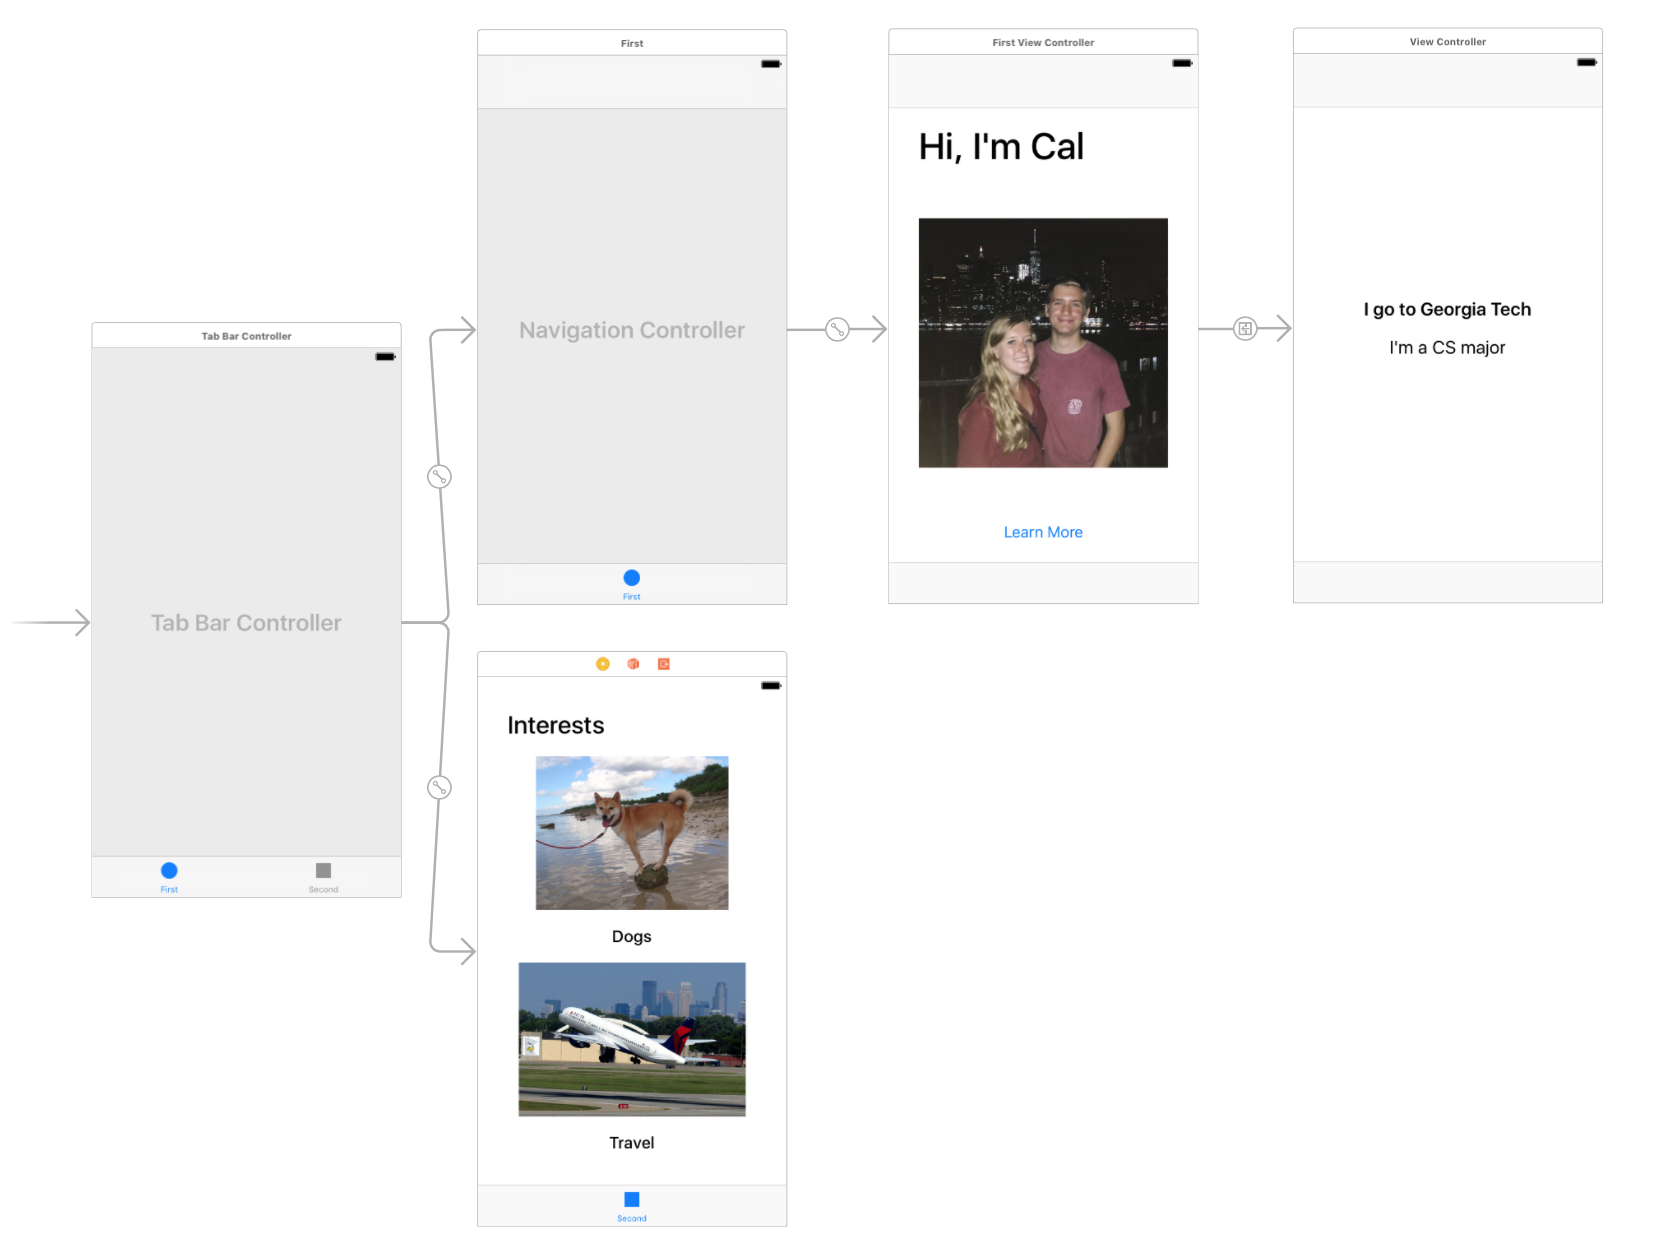 First
Navigation Controller
First
First View Controller
Hi, I'm Cal
Learn More
View Controller
I go to Georgia Tech
I'm a CS major
Tab Bar Controller
Tab Bar Controller
First
Second
Interests
Dogs
Travel
Second